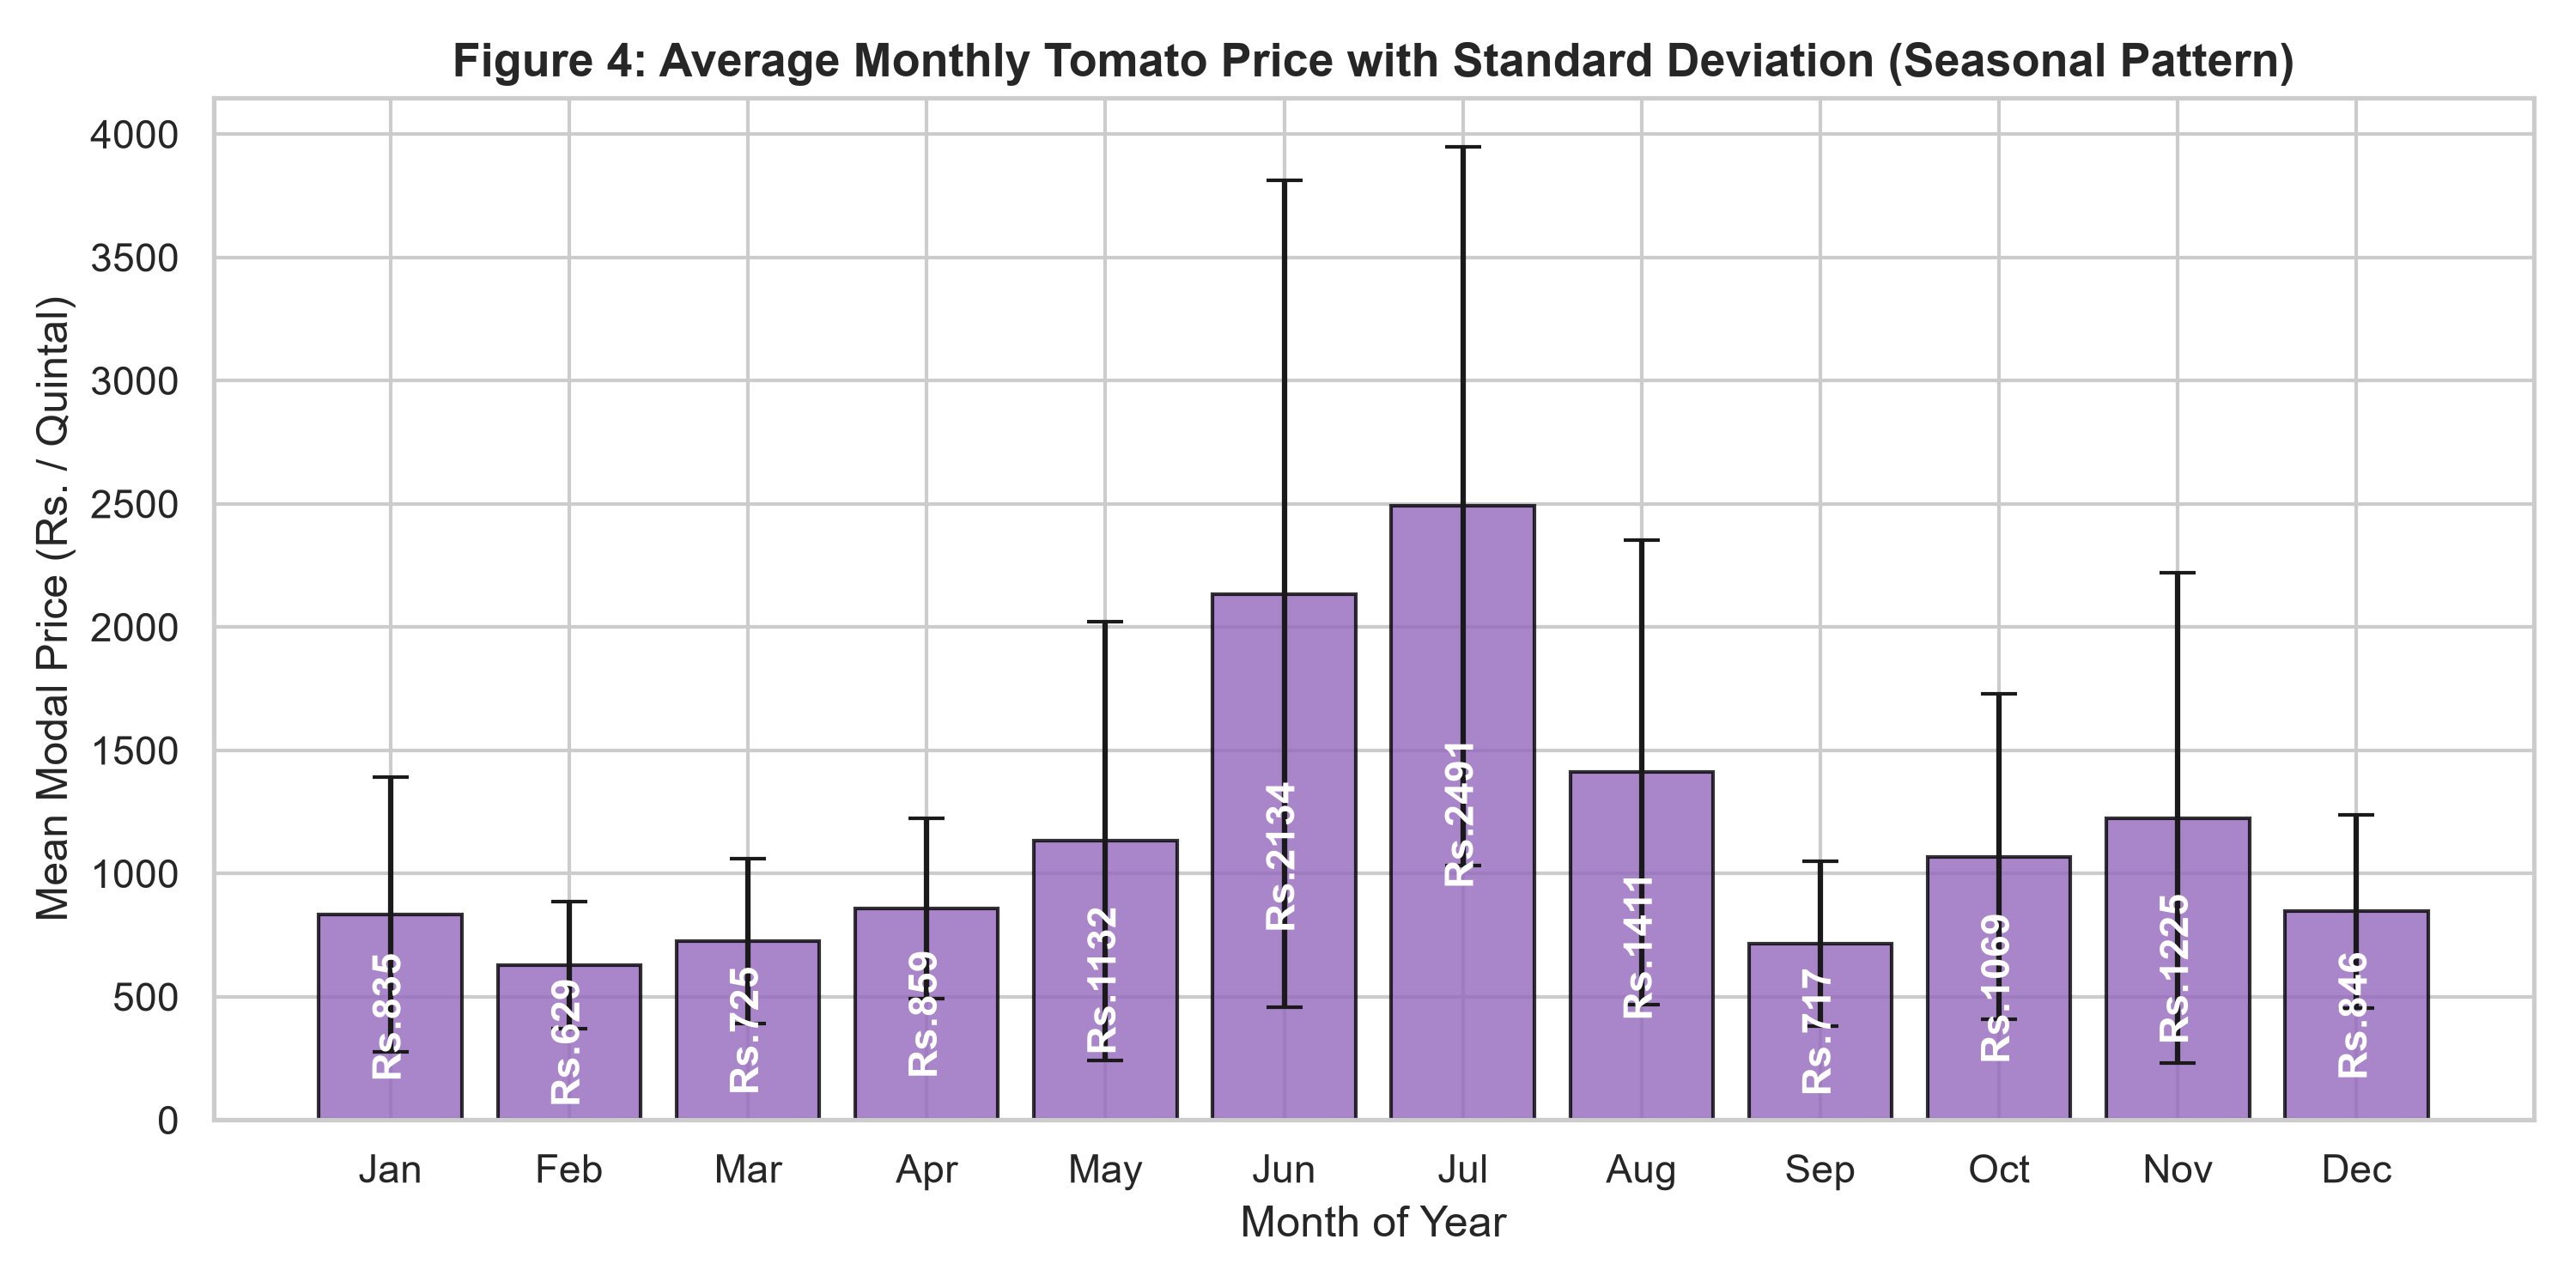 Figure 4: Average Monthly Tomato Price with Standard Deviation (Seasonal Pattern)
Mean Modal Price (Rs. / Quintal)
4000
3500
3000
2500
2000
1500
1000
500
0
Rs.835
Rs.629
Rs.725
Rs.859
Rs.1132
Rs.2134
Rs.2491
Rs.1411
Rs.717
Rs.1069
Rs.1225
Rs.846
Jan Feb Mar Apr May Jun Jul Aug Sep Oct Nov Dec
Month of Year